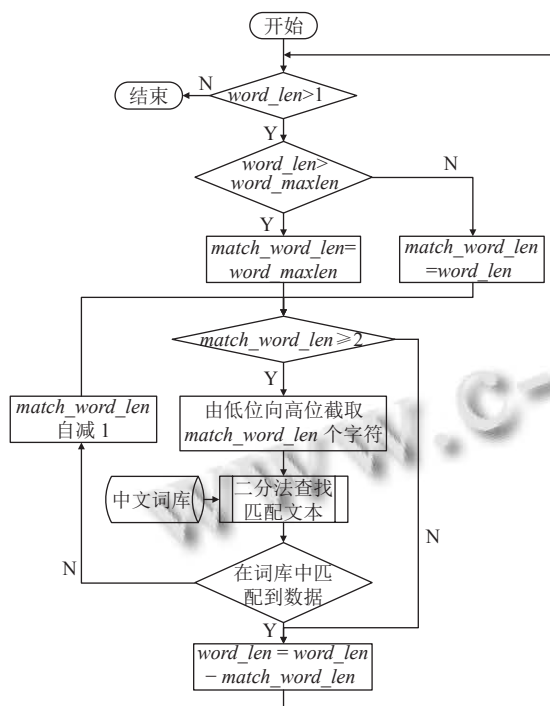 开始
N
结束
word_len>1
Y
word_len>
word_maxlen
N
Y
match_word_len=
word_maxlen
match_word_len
=word_len
match_word_len⩾2
Y
match_word_len
自减 1
由低位向高位截取
match_word_len 个字符
www.c-
中文词库
二分法查找
匹配文本
N
N
在词库中匹
配到数据
Y
word_len = word_len
− match_word_len